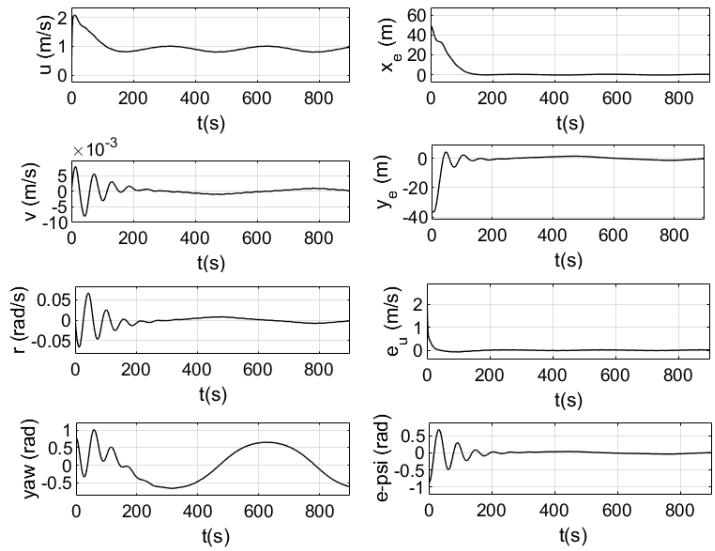 u (m/s)
2
1
0
0 200 400 600 800
t(s)
x_e (m)
60
40
20
0
0 200 400 600 800
t(s)
×10^-3
v (m/s)
5
0
-5
-10
0 200 400 600 800
t(s)
y_e (m)
0
-20
-40
0 200 400 600 800
t(s)
r (rad/s)
0.05
0
-0.05
0 200 400 600 800
t(s)
e_u (m/s)
2
1
0
0 200 400 600 800
t(s)
yaw (rad)
1
0.5
0
-0.5
0 200 400 600 800
t(s)
e-psi (rad)
0.5
0
-0.5
-1
0 200 400 600 800
t(s)